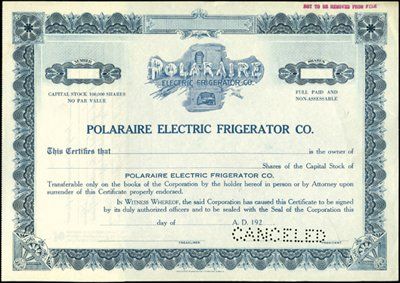 NOT TO BE REMOVED FROM FILE
NUMBER
SHARES
POLARAIRE
ELECTRIC FRIGERATOR CO.
CAPITAL STOCK 100,000 SHARES
NO PAR VALUE
FULL PAID AND
NON-ASSESSABLE
POLARAIRE ELECTRIC FRIGERATOR CO.
This Certifies that is the owner of
Shares of the Capital Stock of
POLARAIRE ELECTRIC FRIGERATOR CO.
Transferable only on the books of the Corporation by the holder hereof in person or by Attorney upon
surrender of this Certificate properly endorsed.
IN WITNESS WHEREOF, the said Corporation has caused this Certificate to be signed
by its duly authorized officers and to be sealed with the Seal of the Corporation this
day of A. D. 192
CANCELED
TREASURER
PRESIDENT